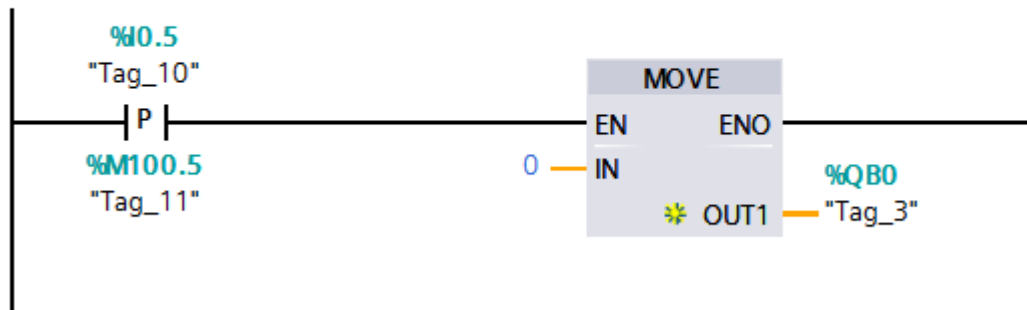 %I0.5
"Tag_10"
P
%M100.5
"Tag_11"
MOVE
EN ENO
0 IN
OUT1
%QB0
"Tag_3"